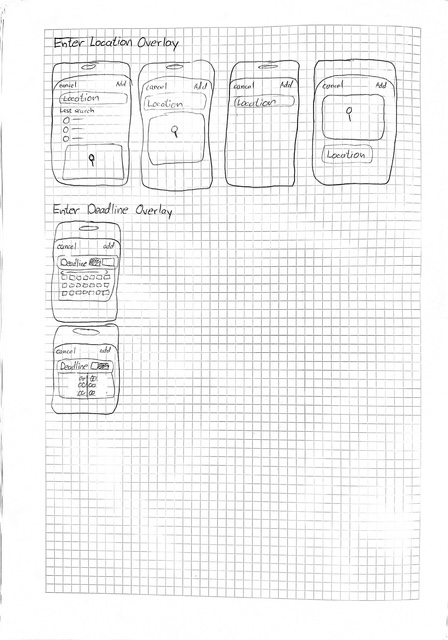 Enter Location Overlay
cancel Add
Location
Last search
cancel Add
Location
cancel Add
Location
cancel Add
Location
Enter Deadline Overlay
cancel add
Deadline
cancel add
Deadline